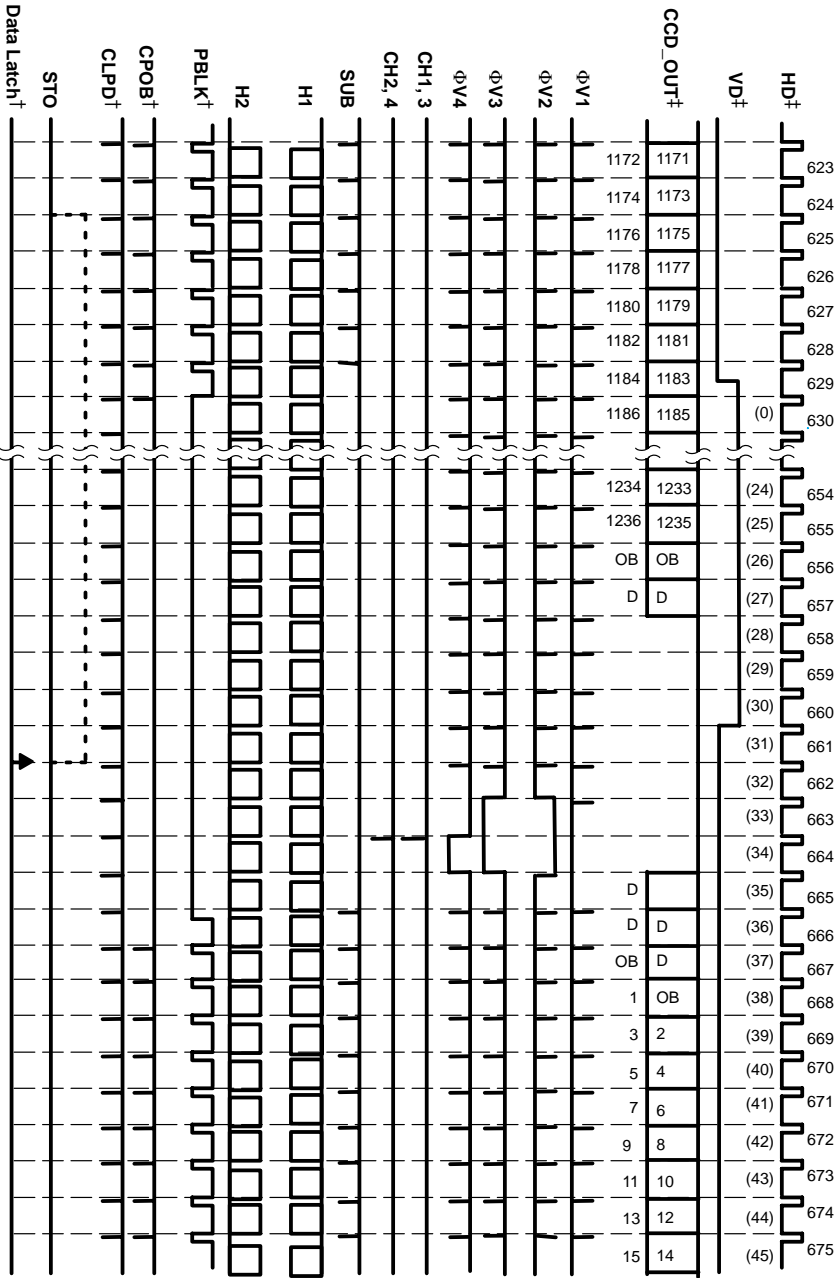 Data Latch†
STO
CLPD†
CPOB†
PBLK†
H2
H1
SUB
CH2, 4
CH1, 3
ΦV4
ΦV3
ΦV2
ΦV1
CCD_OUT‡
VD‡
HD‡
1172 1171 623
1174 1173 624
1176 1175 625
1178 1177 626
1180 1179 627
1182 1181 628
1184 1183 629
1186 1185 (0) 630
1234 1233 (24) 654
1236 1235 (25) 655
OB OB (26) 656
D D (27) 657
(28) 658
(29) 659
(30) 660
(31) 661
(32) 662
(33) 663
(34) 664
D (35) 665
D D (36) 666
OB D (37) 667
1 OB (38) 668
3 2 (39) 669
5 4 (40) 670
7 6 (41) 671
9 8 (42) 672
11 10 (43) 673
13 12 (44) 674
15 14 (45) 675